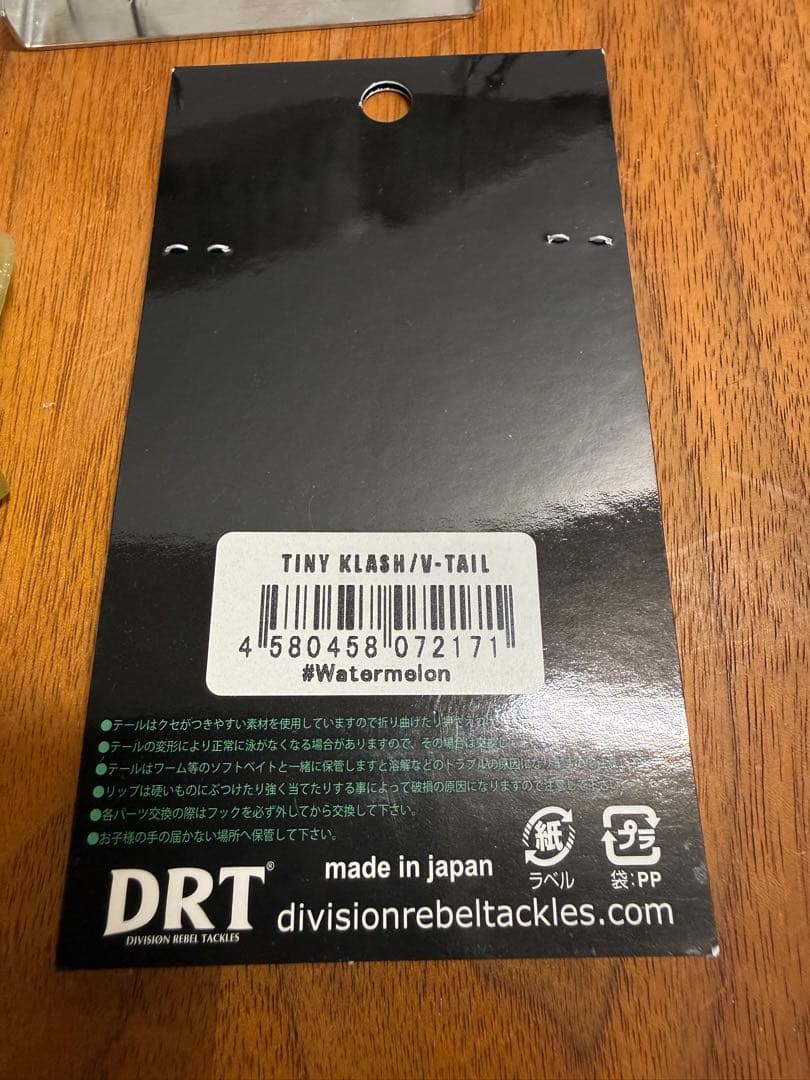 TINY KLASH/V-TAIL
4 580458 072171
#Watermelon
●テールはクセがつきやすい素材を使用していますので折り曲げたり
●テールの変形により正常に泳がなくなる場合がありますので、その場合は交換
●テールはワーム等のソフトベイトと一緒に保管しますと溶解などのトラブルの原因になりますので
●リップは硬いものにぶつけたり強く当てたりする事によって破損の原因になりますので注意
●各パーツ交換の際はフックを必ず外してから交換して下さい。
●お子様の手の届かない場所へ保管して下さい。
紙
プラ
ラベル
袋:PP
made in japan
DRT®
DIVISIØN REBEL TACKLES
divisionrebeltackles.com